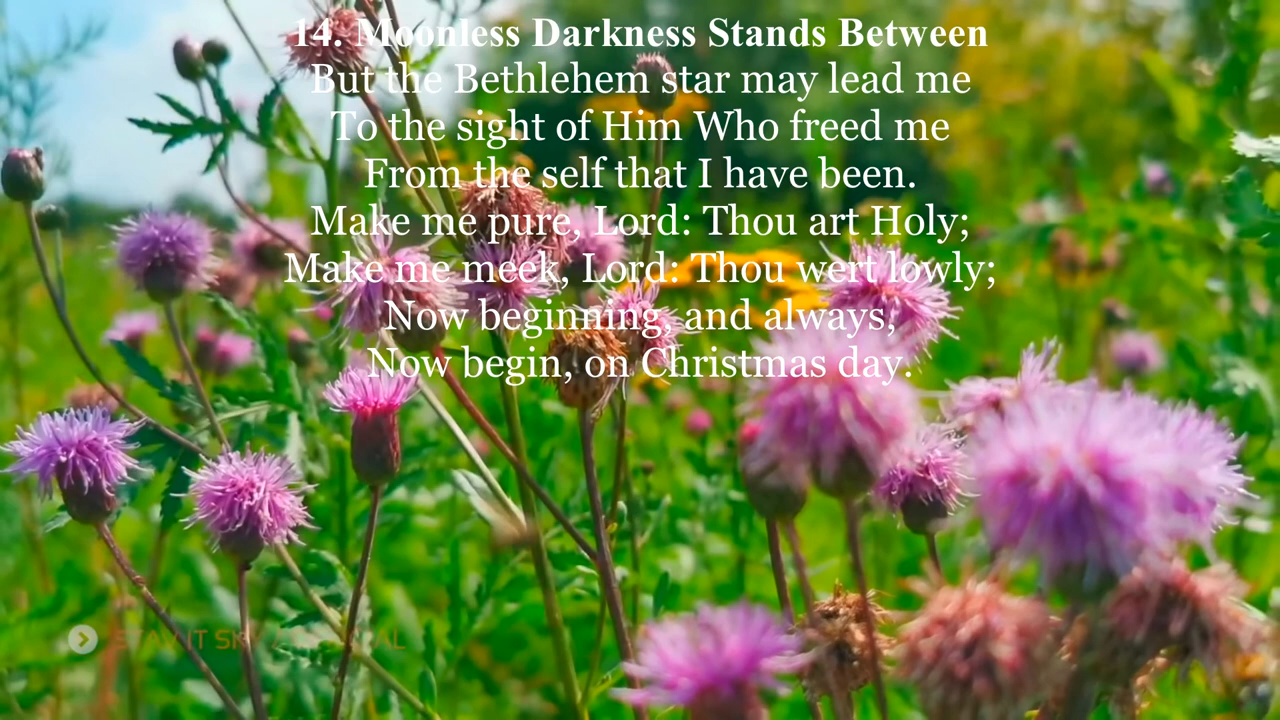 14. Moonless Darkness Stands Between
But the Bethlehem star may lead me
To the sight of Him Who freed me
From the self that I have been.
Make me pure, Lord: Thou art Holy;
Make me meek, Lord: Thou wert lowly;
Now beginning, and always,
Now begin, on Christmas day.
STAY IT